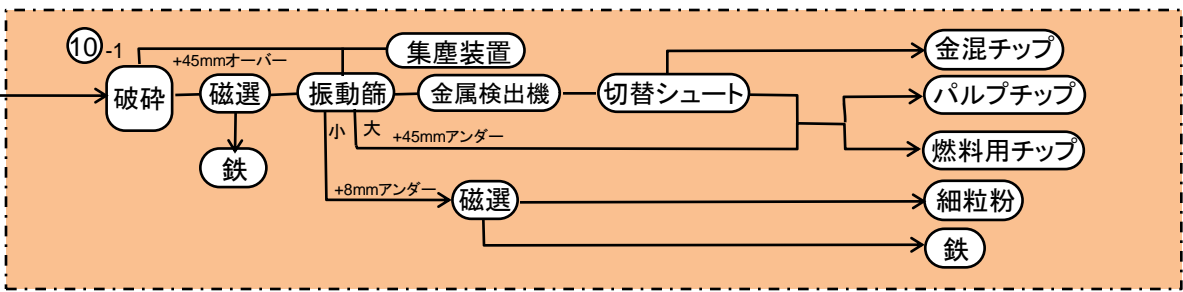 ⑩-1
集塵装置
金混チップ
+45mmオーバー
破砕
磁選
振動篩
金属検出機
切替シュート
パルプチップ
小
大
+45mmアンダー
燃料用チップ
鉄
+8mmアンダー
磁選
細粒粉
鉄